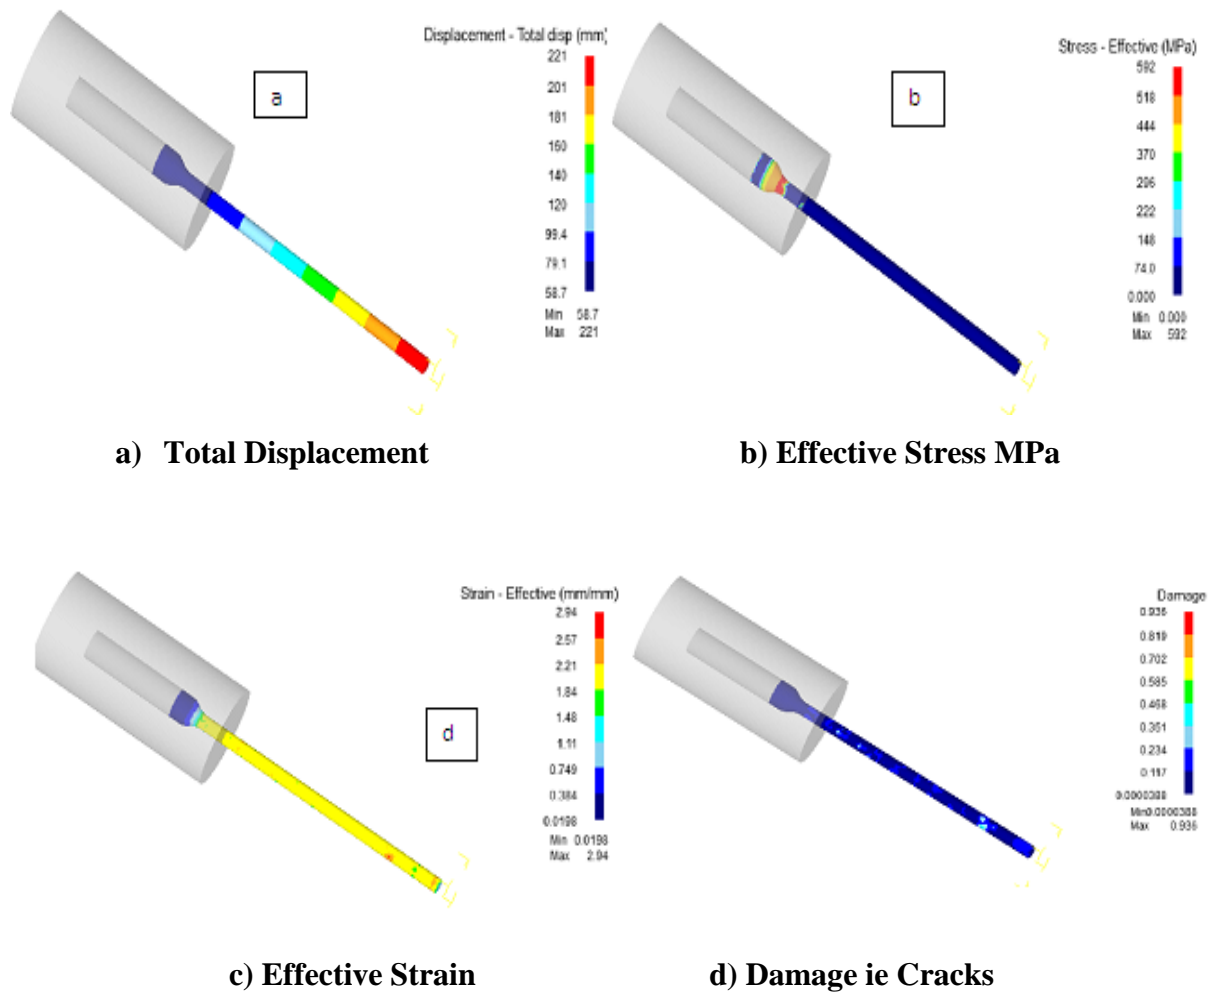 Displacement - Total disp (mm)
221
201
181
160
140
120
99.4
79.1
58.7
Min 58.7
Max 221
a
Stress - Effective (MPa)
592
518
444
370
296
222
148
74.0
0.000
Min 0.000
Max 592
b
a) Total Displacement
b) Effective Stress MPa
Strain - Effective (mm/mm)
2.94
2.57
2.21
1.84
1.48
1.11
0.749
0.384
0.0198
Min 0.0198
Max 2.94
d
Damage
0.936
0.819
0.702
0.585
0.468
0.351
0.234
0.117
0.0000388
Min0.0000388
Max 0.936
c) Effective Strain
d) Damage ie Cracks